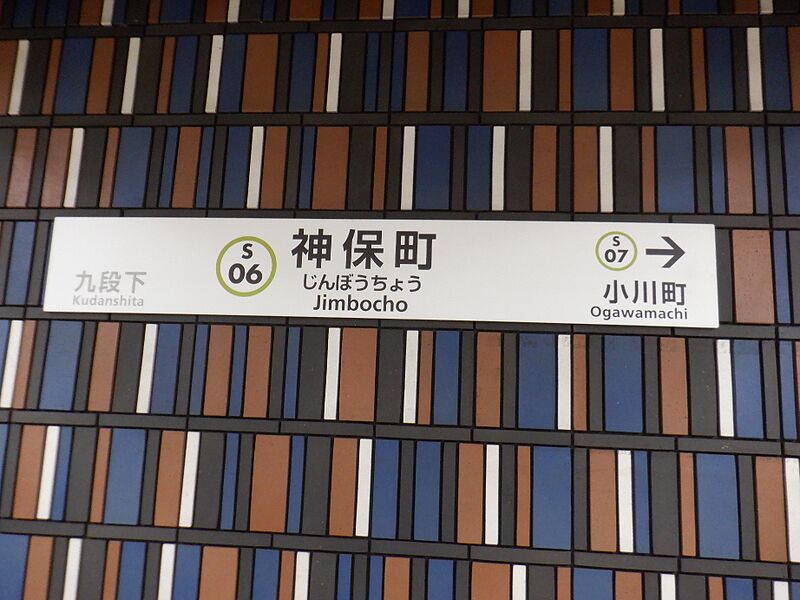 九段下
Kudanshita
S
06
神保町
じんぼうちょう
Jimbocho
S
07
→
小川町
Ogawamachi